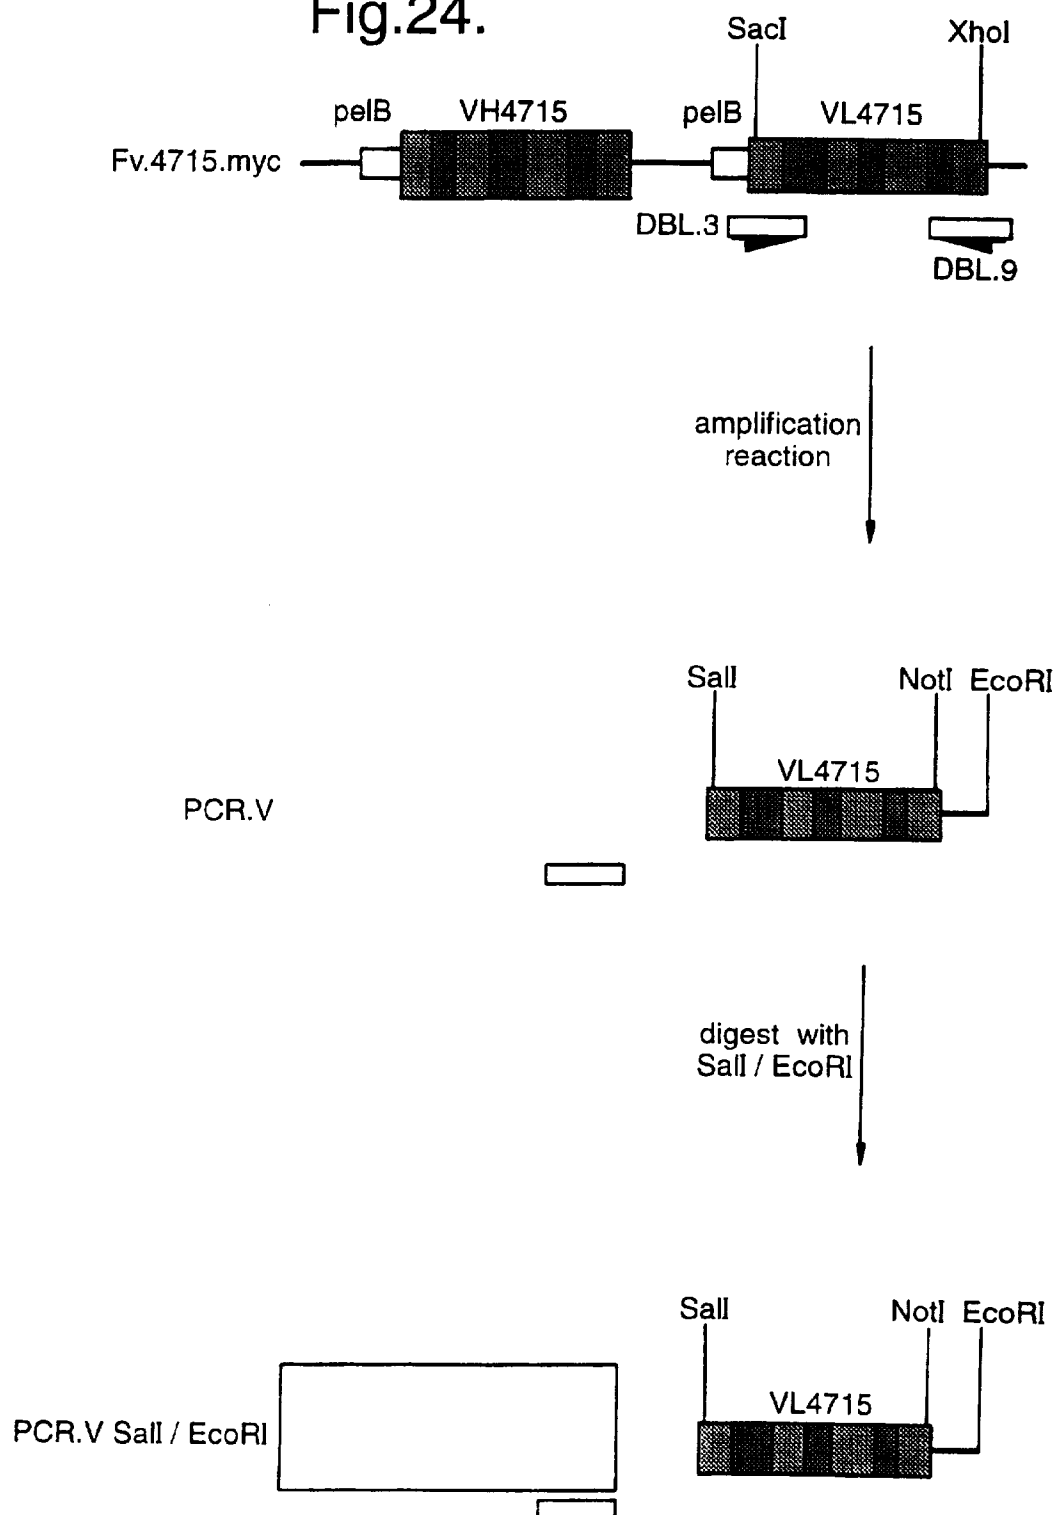 Fig.24.
SacI XhoI
pelB VH4715 pelB VL4715
Fv.4715.myc
DBL.3
DBL.9
amplification
reaction
SalI NotI EcoRI
VL4715
PCR.V
digest with
SalI / EcoRI
SalI NotI EcoRI
VL4715
PCR.V SalI / EcoRI